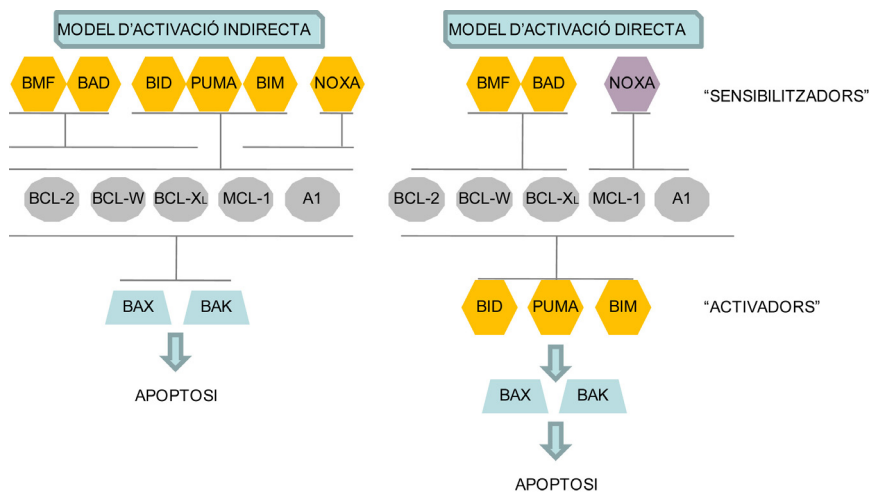 MODEL D'ACTIVACIÓ INDIRECTA
BMF BAD BID PUMA BIM NOXA
BCL-2 BCL-W BCL-XL MCL-1 A1
BAX BAK
APOPTOSI
MODEL D'ACTIVACIÓ DIRECTA
BMF BAD NOXA
"SENSIBILITZADORS"
BCL-2 BCL-W BCL-XL MCL-1 A1
BID PUMA BIM
"ACTIVADORS"
BAX BAK
APOPTOSI